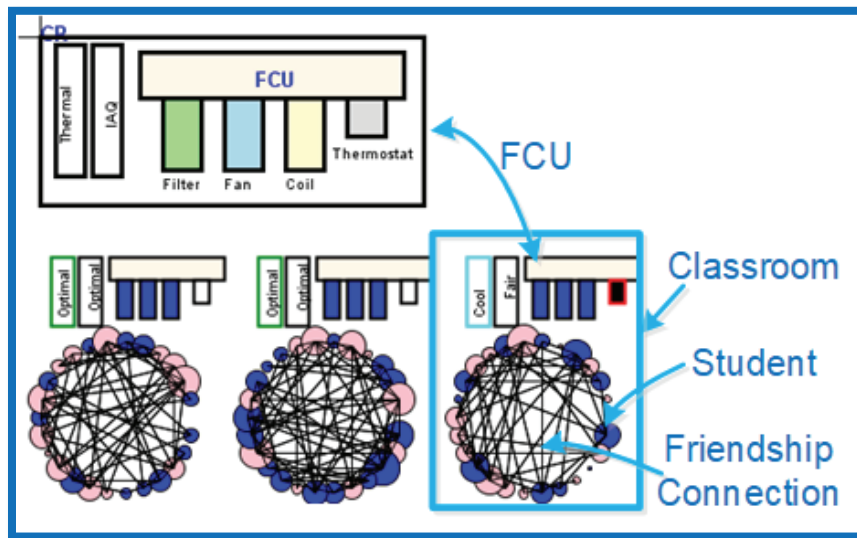 CR
FCU
Thermal
IAQ
Thermostat
Filter
Fan
Coil
FCU
Optimal
Optimal
Optimal
Optimal
Cool
Fair
Classroom
Student
Friendship
Connection